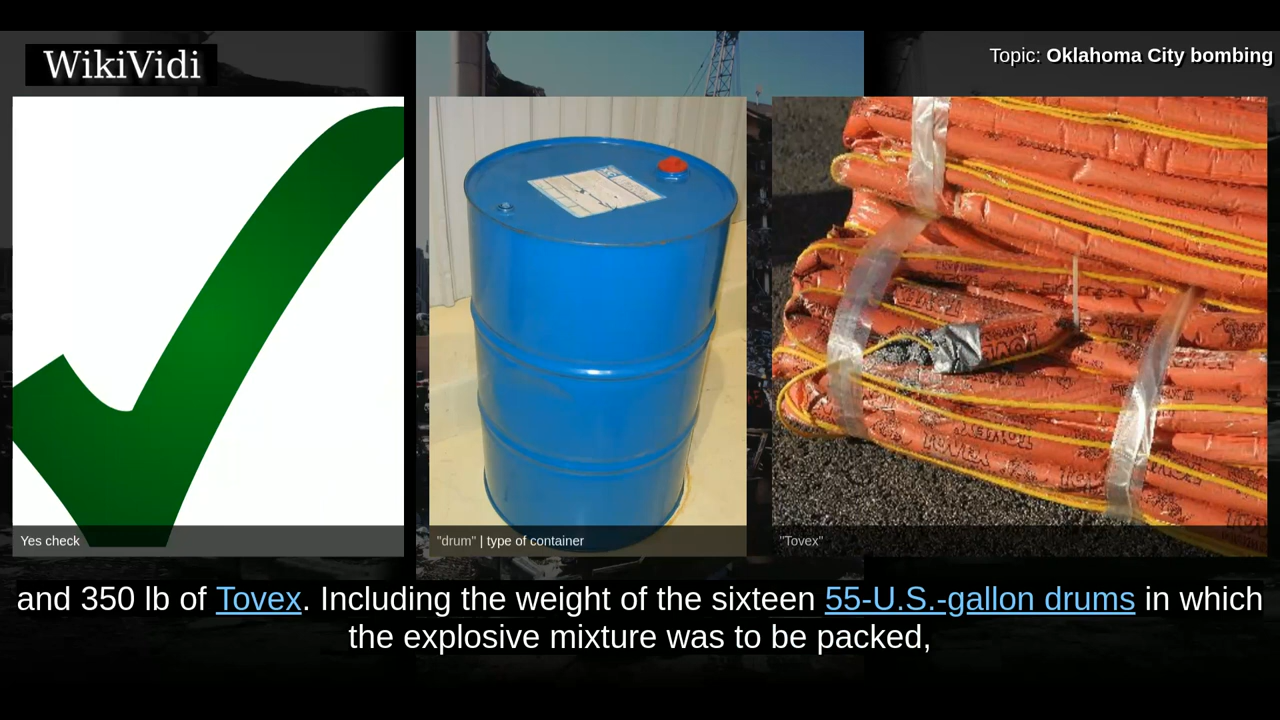 WikiVidi
Topic: Oklahoma City bombing
Yes check
"drum" | type of container
"Tovex"
TOVEX
and 350 lb of Tovex. Including the weight of the sixteen 55-U.S.-gallon drums in which
the explosive mixture was to be packed,